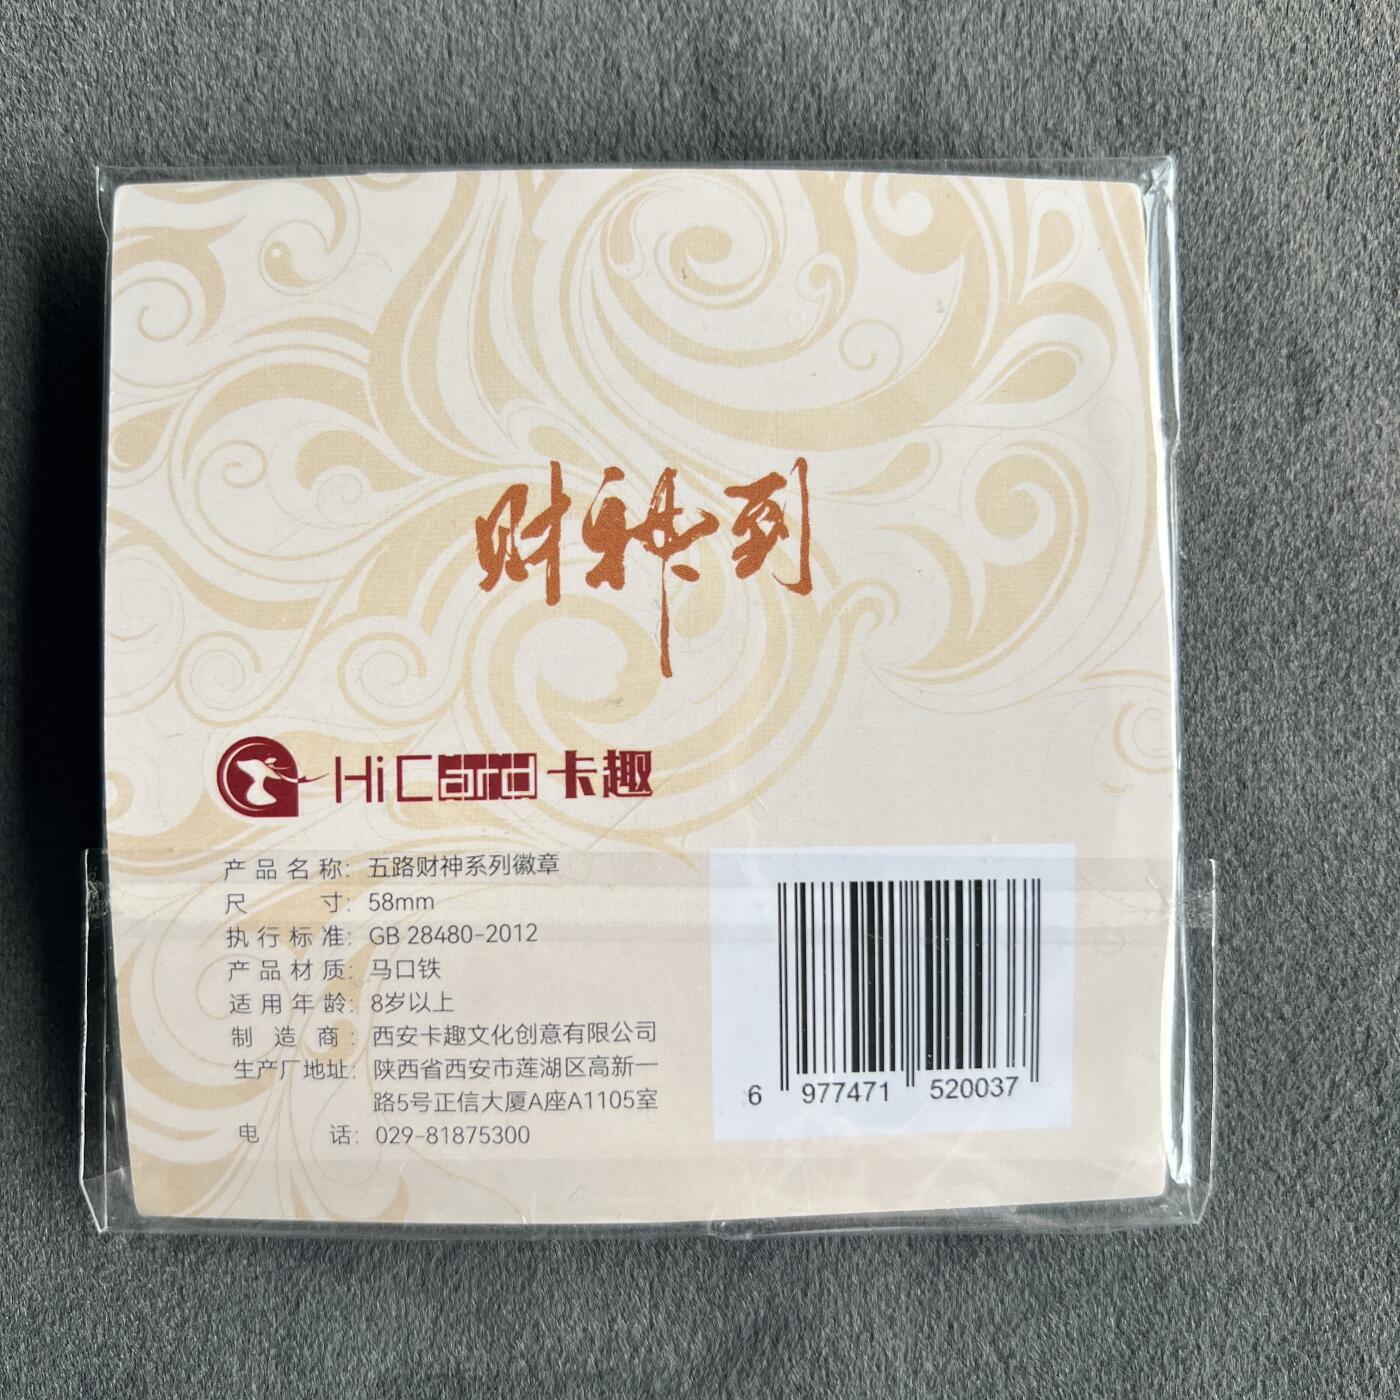 财神到
Hi Card 卡趣
产品名称：五路财神系列徽章
尺寸：58mm
执行标准：GB 28480-2012
产品材质：马口铁
适用年龄：8岁以上
制造商：西安卡趣文化创意有限公司
生产厂地址：陕西省西安市莲湖区高新一
路5号正信大厦A座A1105室
电话：029-81875300
6 977471 520037